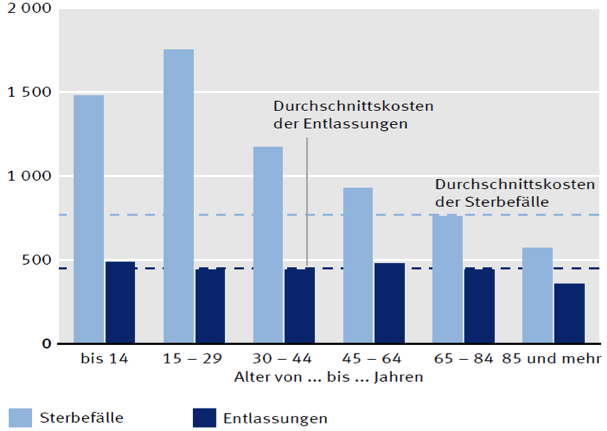 2 000
1 500
1 000
500
0
Durchschnittskosten
der Entlassungen
Durchschnittskosten
der Sterbefälle
bis 14 15 – 29 30 – 44 45 – 64 65 – 84 85 und mehr
Alter von ... bis ... Jahren
Sterbefälle Entlassungen